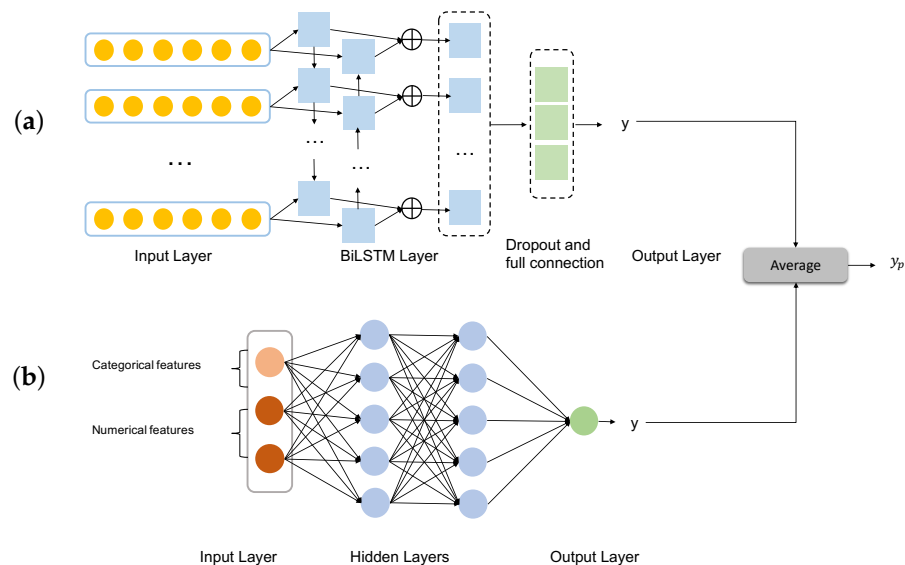 (a)
...
...
...
...
Input Layer
BiLSTM Layer
Dropout and
full connection
y
Output Layer
Average
yₚ
(b)
Categorical features
Numerical features
y
Input Layer
Hidden Layers
Output Layer